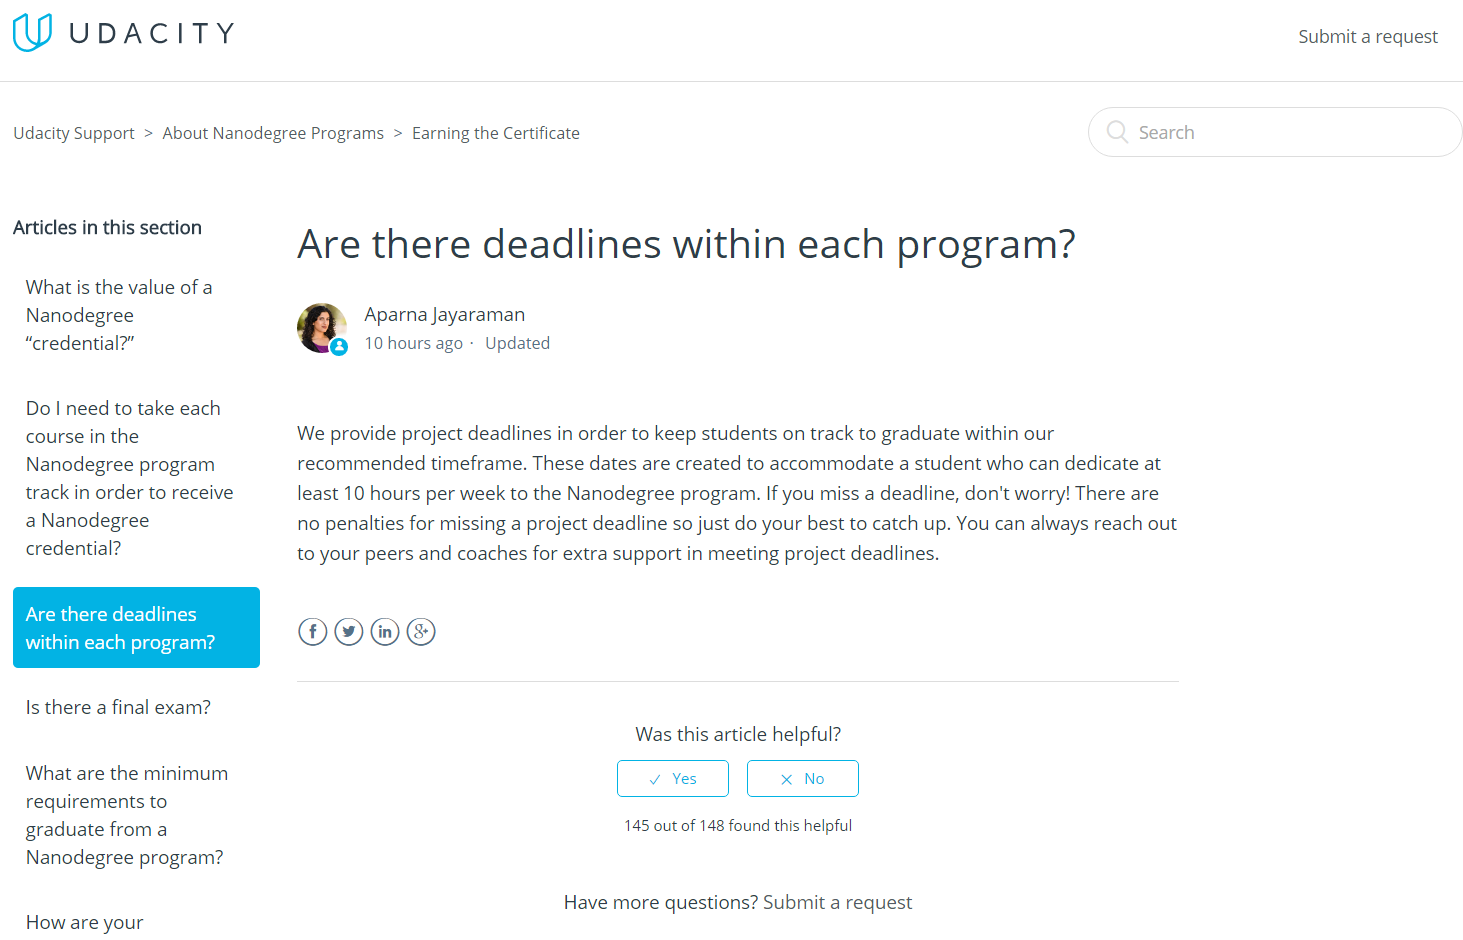 UDACITY
Submit a request
Udacity Support > About Nanodegree Programs > Earning the Certificate
Search
Articles in this section
What is the value of a
Nanodegree
“credential?”
Do I need to take each
course in the
Nanodegree program
track in order to receive
a Nanodegree
credential?
Are there deadlines
within each program?
Is there a final exam?
What are the minimum
requirements to
graduate from a
Nanodegree program?
How are your
Are there deadlines within each program?
Aparna Jayaraman
10 hours ago · Updated
We provide project deadlines in order to keep students on track to graduate within our
recommended timeframe. These dates are created to accommodate a student who can dedicate at
least 10 hours per week to the Nanodegree program. If you miss a deadline, don't worry! There are
no penalties for missing a project deadline so just do your best to catch up. You can always reach out
to your peers and coaches for extra support in meeting project deadlines.
Was this article helpful?
Yes
No
145 out of 148 found this helpful
Have more questions? Submit a request